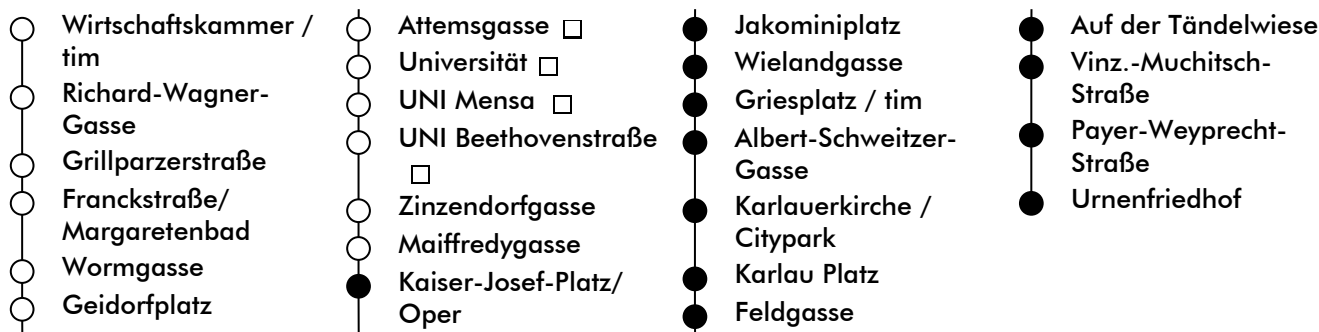 Wirtschaftskammer /
tim
Richard-Wagner-
Gasse
Grillparzerstraße
Franckstraße/
Margaretenbad
Wormgasse
Geidorfplatz
Attemsgasse □
Universität □
UNI Mensa □
UNI Beethovenstraße
□
Zinzendorfgasse
Maiffredygasse
Kaiser-Josef-Platz/
Oper
Jakominiplatz
Wielandgasse
Griesplatz / tim
Albert-Schweitzer-
Gasse
Karlauerkirche /
Citypark
Karlau Platz
Feldgasse
Auf der Tändelwiese
Vinz.-Muchitsch-
Straße
Payer-Weyprecht-
Straße
Urnenfriedhof